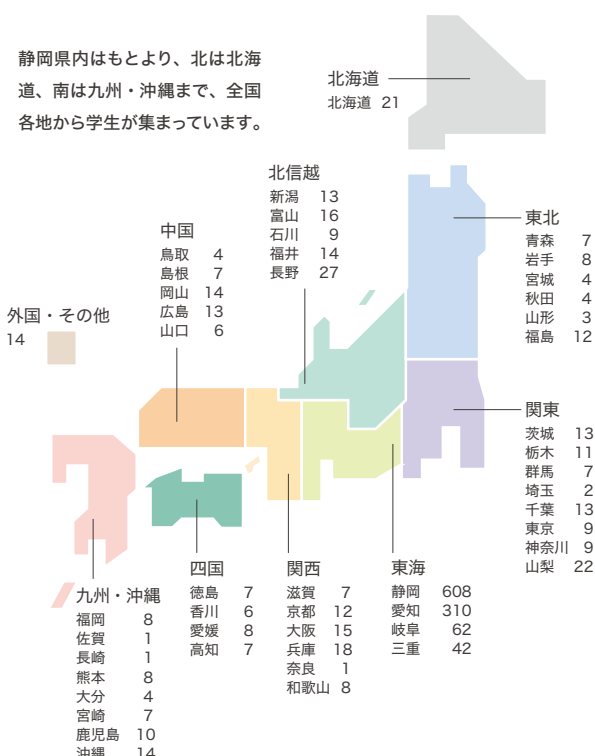 静岡県内はもとより、北は北海
道、南は九州・沖縄まで、全国
各地から学生が集まっています。
北海道
北海道 21
北信越
新潟 13
富山 16
石川 9
福井 14
長野 27
東北
青森 7
岩手 8
宮城 4
秋田 4
山形 3
福島 12
中国
鳥取 4
島根 7
岡山 14
広島 13
山口 6
外国・その他
14
関東
茨城 13
栃木 11
群馬 7
埼玉 2
千葉 13
東京 9
神奈川 9
山梨 22
九州・沖縄
福岡 8
佐賀 1
長崎 1
熊本 8
大分 4
宮崎 7
鹿児島 10
沖縄 14
四国
徳島 7
香川 6
愛媛 8
高知 7
関西
滋賀 7
京都 12
大阪 15
兵庫 18
奈良 1
和歌山 8
東海
静岡 608
愛知 310
岐阜 62
三重 42